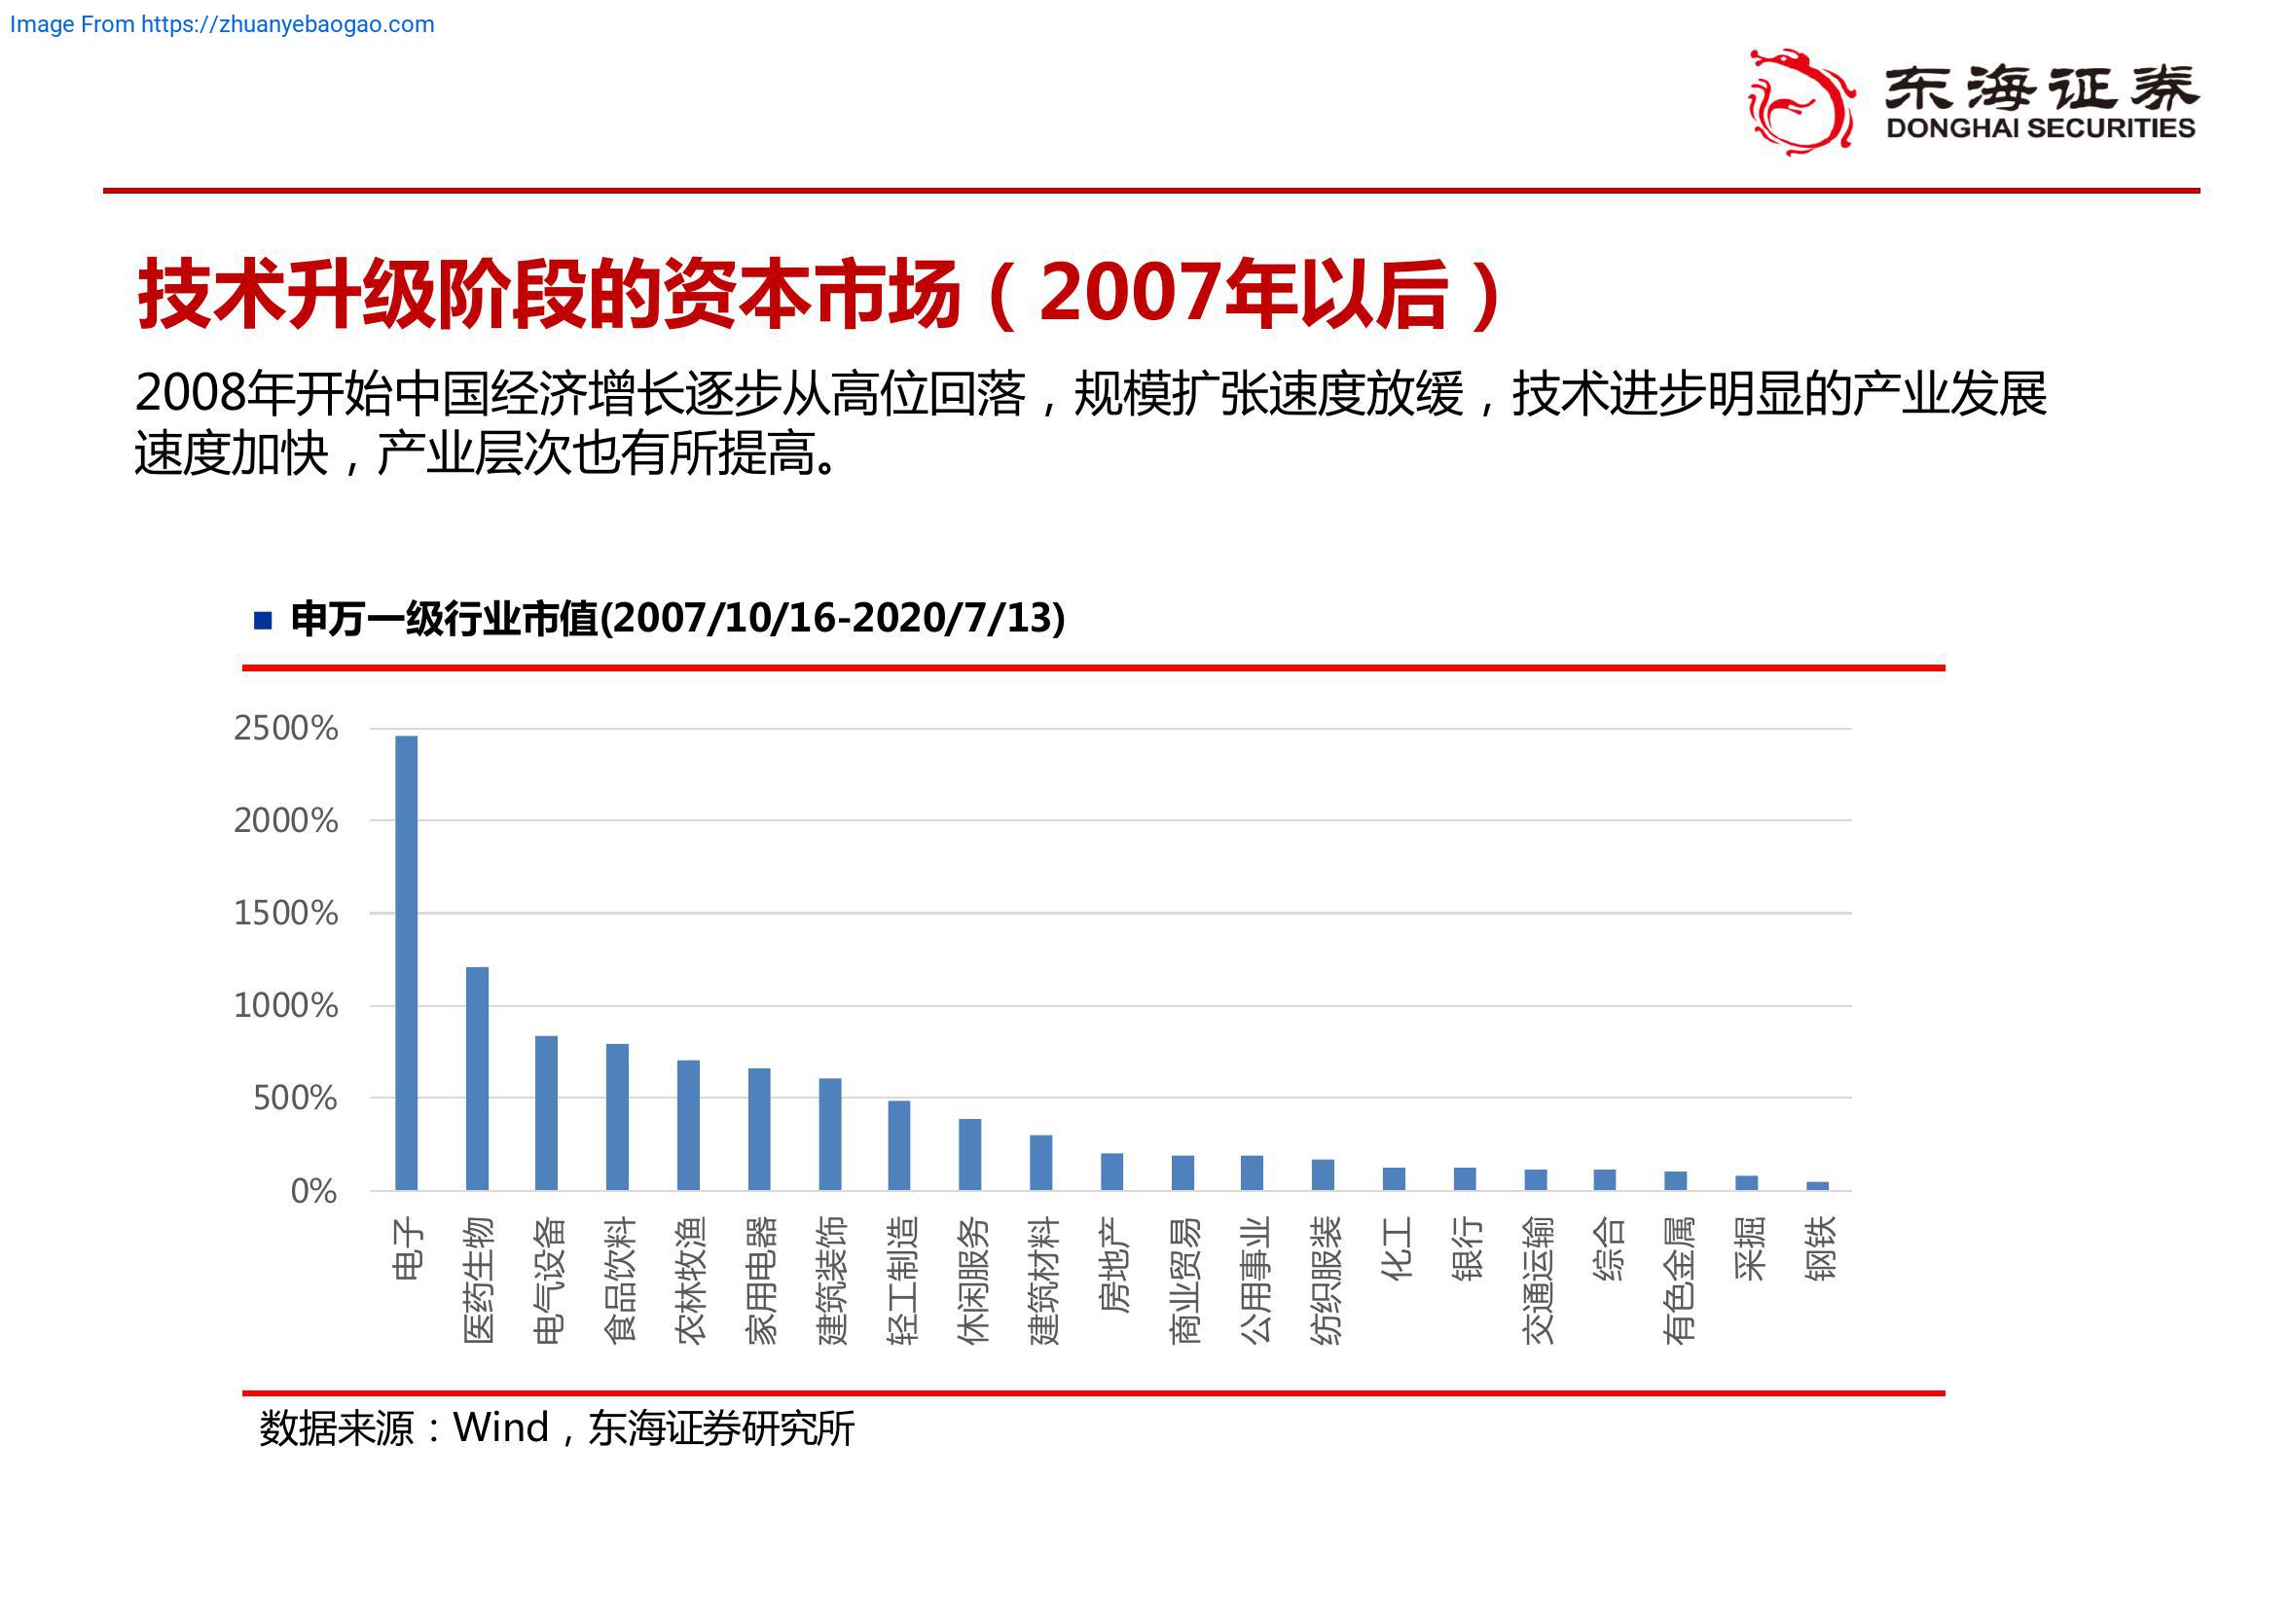 Image From https://zhuanyebaogao.com
东海证券
DONGHAI SECURITIES
技术升级阶段的资本市场（2007年以后）
2008年开始中国经济增长逐步从高位回落，规模扩张速度放缓，技术进步明显的产业发展
速度加快，产业层次也有所提高。
申万一级行业市值(2007/10/16-2020/7/13)
2500%
2000%
1500%
1000%
500%
0%
电子
医药生物
电气设备
食品饮料
农林牧渔
家用电器
建筑装饰
轻工制造
休闲服务
建筑材料
房地产
商业贸易
公用事业
纺织服装
化工
银行
交通运输
综合
有色金属
采掘
钢铁
数据来源：Wind，东海证券研究所